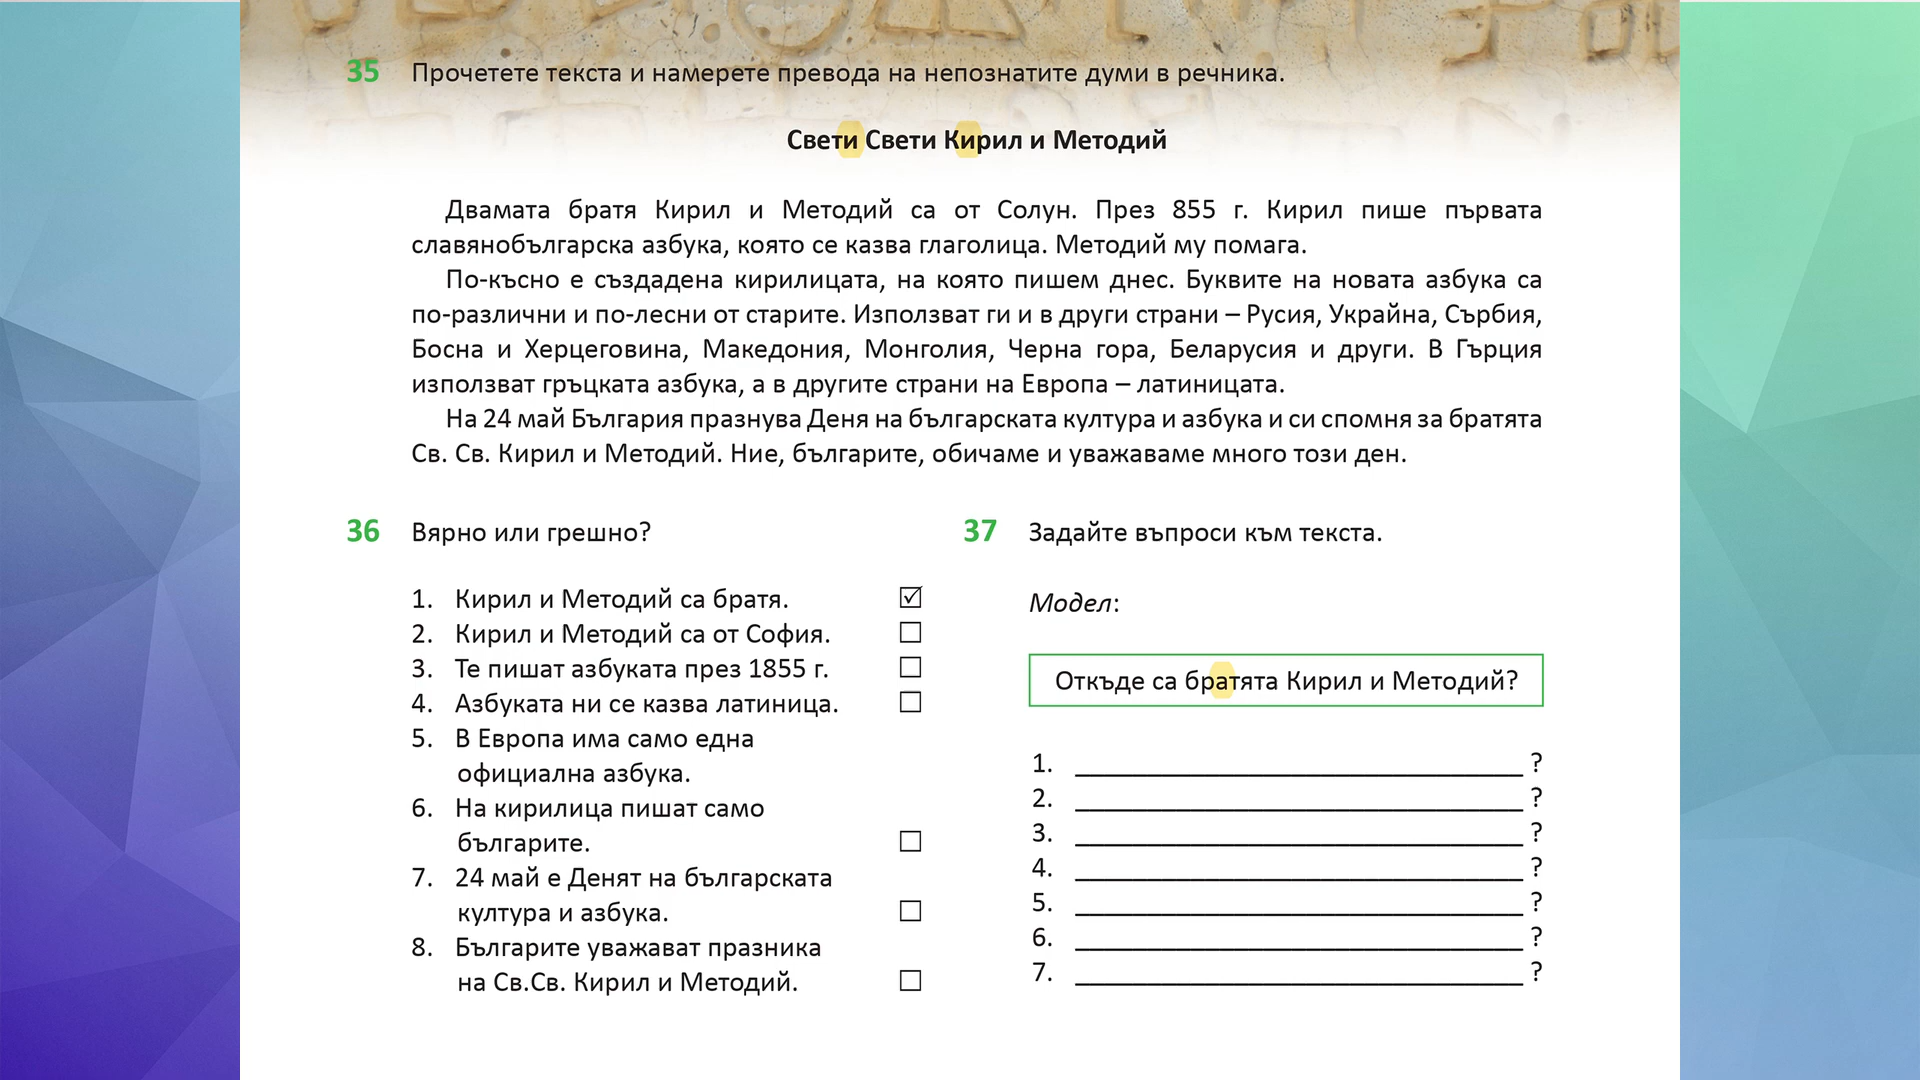 35 Прочетете текста и намерете превода на непознатите думи в речника.
Свети Свети Кирил и Методий
Двамата братя Кирил и Методий са от Солун. През 855 г. Кирил пише първата
славянобългарска азбука, която се казва глаголица. Методий му помага.
По-късно е създадена кирилицата, на която пишем днес. Буквите на новата азбука са
по-различни и по-лесни от старите. Използват ги и в други страни – Русия, Украйна, Сърбия,
Босна и Херцеговина, Македония, Монголия, Черна гора, Беларусия и други. В Гърция
използват гръцката азбука, а в другите страни на Европа – латиницата.
На 24 май България празнува Деня на българската култура и азбука и си спомня за братята
Св. Св. Кирил и Методий. Ние, българите, обичаме и уважаваме много този ден.
36 Вярно или грешно?
1. Кирил и Методий са братя. ☑
2. Кирил и Методий са от София. ☐
3. Те пишат азбуката през 1855 г. ☐
4. Азбуката ни се казва латиница. ☐
5. В Европа има само една
официална азбука.
6. На кирилица пишат само
българите. ☐
7. 24 май е Денят на българската
култура и азбука. ☐
8. Българите уважават празника
на Св.Св. Кирил и Методий. ☐
37 Задайте въпроси към текста.
Модел:
Откъде са братята Кирил и Методий?
1. ______________________________ ?
2. ______________________________ ?
3. ______________________________ ?
4. ______________________________ ?
5. ______________________________ ?
6. ______________________________ ?
7. ______________________________ ?